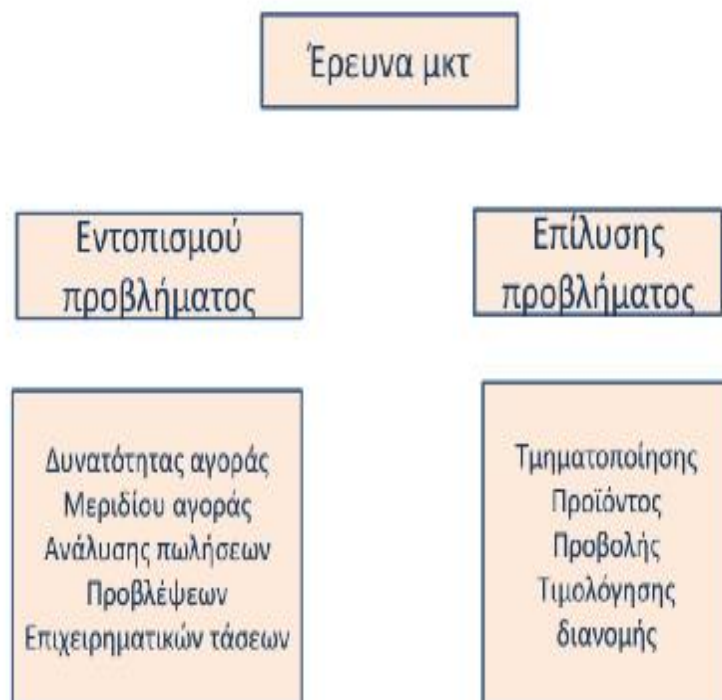 Έρευνα μκτ
Εντοπισμού
προβλήματος
Επίλυσης
προβλήματος
Δυνατότητας αγοράς
Μεριδίου αγοράς
Ανάλυσης πωλήσεων
Προβλέψεων
Επιχειρηματικών τάσεων
Τμηματοποίησης
Προϊόντος
Προβολής
Τιμολόγησης
διανομής